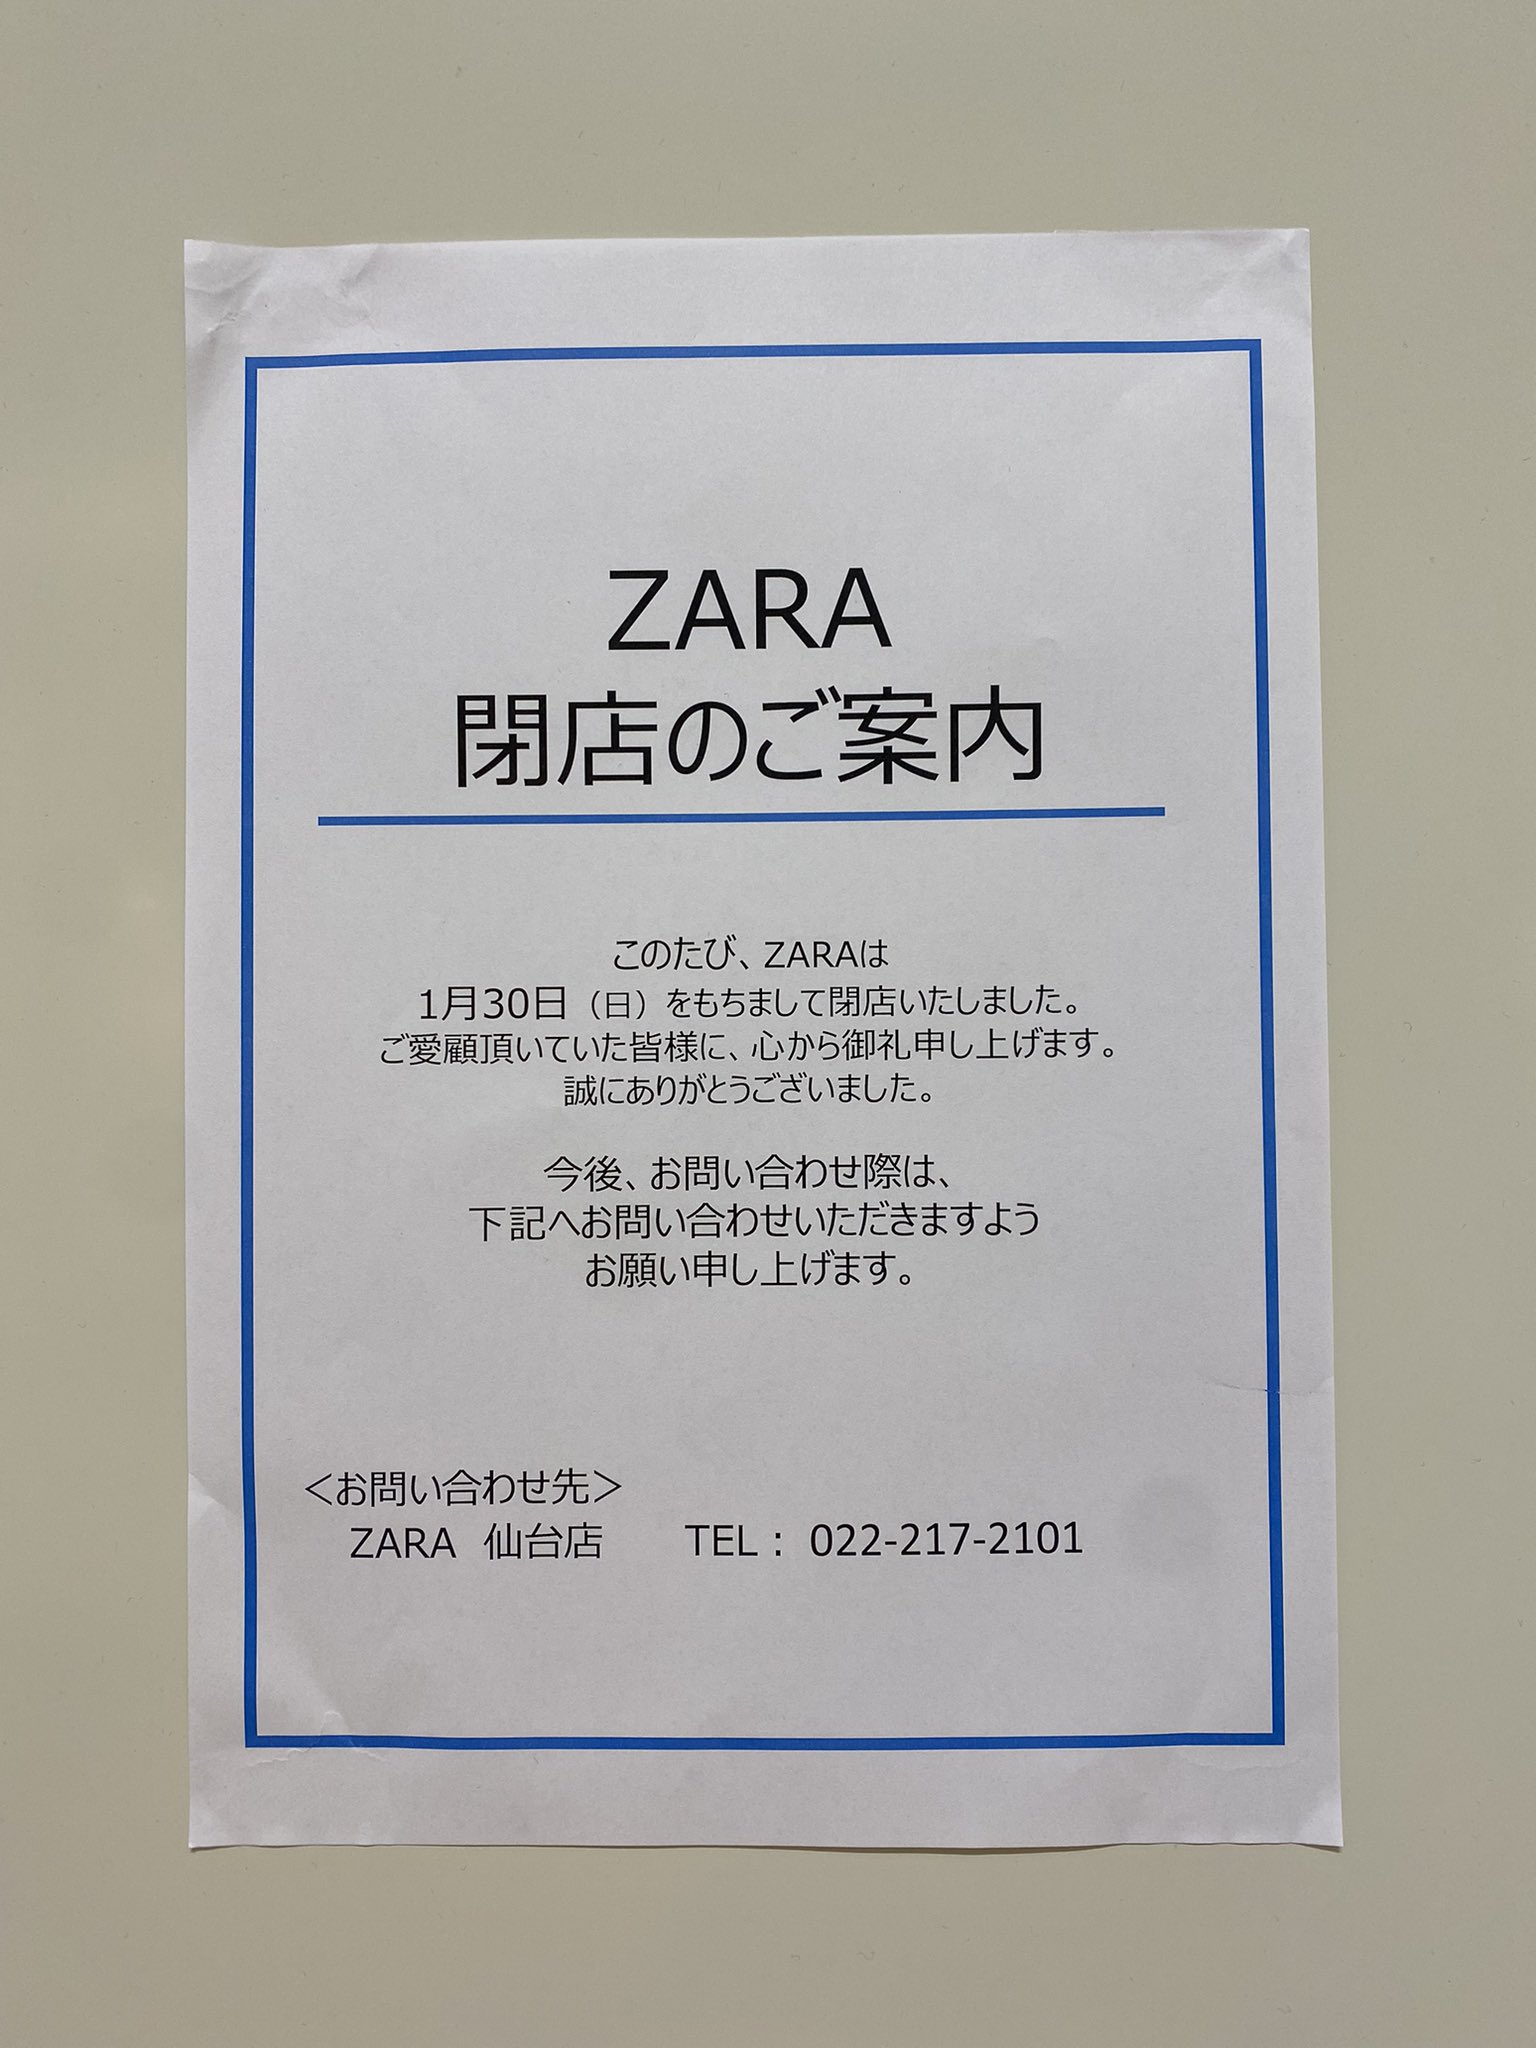 ZARA
閉店のご案内
このたび、ZARAは
1月30日（日）をもちまして閉店いたしました。
ご愛顧頂いていた皆様に、心から御礼申し上げます。
誠にありがとうございました。
今後、お問い合わせ際は、
下記へお問い合わせいただきますよう
お願い申し上げます。
＜お問い合わせ先＞
ZARA 仙台店 TEL： 022-217-2101